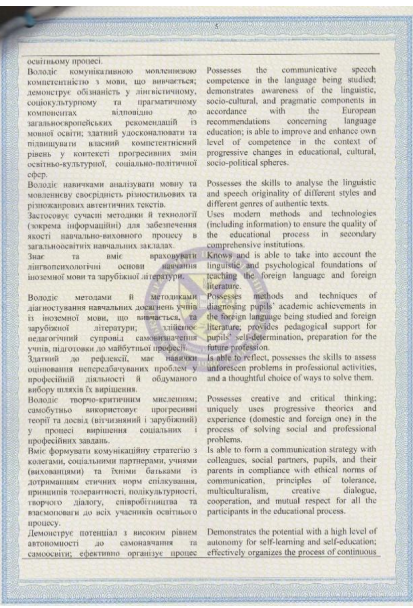 5
освітньому процесі.
Володіє комунікативною мовленнєвою
компетентністю з мови, що вивчається;
демонструє обізнаність у лінгвістичному,
соціокультурному та прагматичному
компонентах відповідно до
загальноєвропейських рекомендацій із
мовної освіти; здатний удосконалювати та
підвищувати власний компетентнісний
рівень у контексті прогресивних змін
освітньо-культурної, соціально-політичної
сфер.
Володіє навичками аналізувати мовну та
мовленнєву своєрідність різностильових та
різножанрових автентичних текстів.
Застосовує сучасні методики й технології
(зокрема інформаційні) для забезпечення
якості навчально-виховного процесу в
загальноосвітніх навчальних закладах.
Знає та вміє враховувати
лінгвопсихологічні основи навчання
іноземної мови та зарубіжної літератури.
Володіє методами й методиками
діагностування навчальних досягнень учнів
із іноземної мови, що вивчається, та
зарубіжної літератури; здійснює
педагогічний супровід самовизначення
учнів, підготовки до майбутньої професії.
Здатний до рефлексії, має навички
оцінювання непередбачуваних проблем у
професійній діяльності й обдуманого
вибору шляхів їх вирішення.
Володіє творчо-критичним мисленням;
самобутньо використовує прогресивні
теорії та досвід (вітчизняний і зарубіжний)
у процесі вирішення соціальних і
професійних завдань.
Вміє формувати комунікаційну стратегію з
колегами, соціальними партнерами, учнями
(вихованцями) та їхніми батьками із
дотриманням етичних норм спілкування,
принципів толерантності, полікультурності,
творчого діалогу, співробітництва та
взаємоповаги до всіх учасників освітнього
процесу.
Демонструє потенціал з високим рівнем
автономності до самонавчання та
самоосвіти; ефективно організує процес
Possesses the communicative speech
competence in the language being studied;
demonstrates awareness of the linguistic,
socio-cultural, and pragmatic components in
accordance with the European
recommendations concerning language
education; is able to improve and enhance own
level of competence in the context of
progressive changes in educational, cultural,
socio-political spheres.
Possesses the skills to analyse the linguistic
and speech originality of different styles and
different genres of authentic texts.
Uses modern methods and technologies
(including information) to ensure the quality of
the educational process in secondary
comprehensive institutions.
Knows and is able to take into account the
linguistic and psychological foundations of
teaching the foreign language and foreign
literature.
Possesses methods and techniques of
diagnosing pupils' academic achievements in
the foreign language being studied and foreign
literature; provides pedagogical support for
pupils' self-determination, preparation for the
future profession.
Is able to reflect, possesses the skills to assess
unforeseen problems in professional activities,
and a thoughtful choice of ways to solve them.
Possesses creative and critical thinking;
uniquely uses progressive theories and
experience (domestic and foreign one) in the
process of solving social and professional
problems.
Is able to form a communication strategy with
colleagues, social partners, pupils, and their
parents in compliance with ethical norms of
communication, principles of tolerance,
multiculturalism, creative dialogue,
cooperation, and mutual respect for all the
participants in the educational process.
Demonstrates the potential with a high level of
autonomy for self-learning and self-education;
effectively organizes the process of continuous